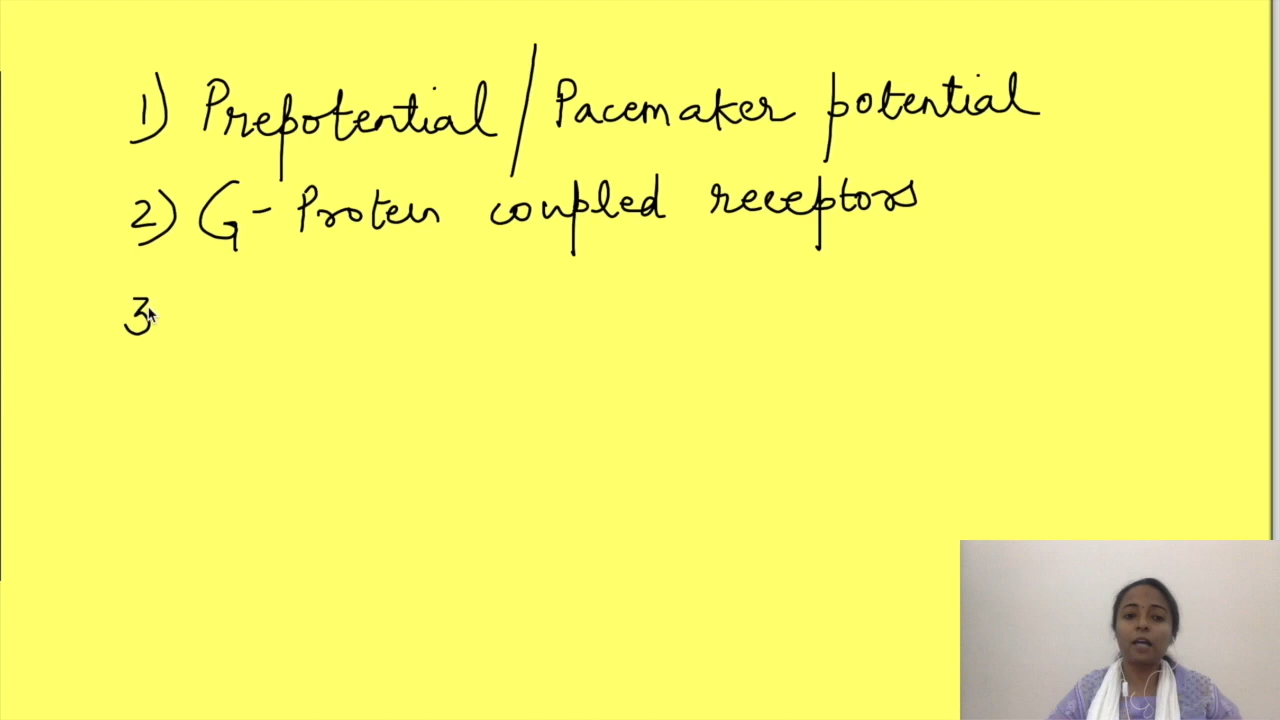 1) Prepotential / Pacemaker potential
2) G- Protein coupled receptors
3